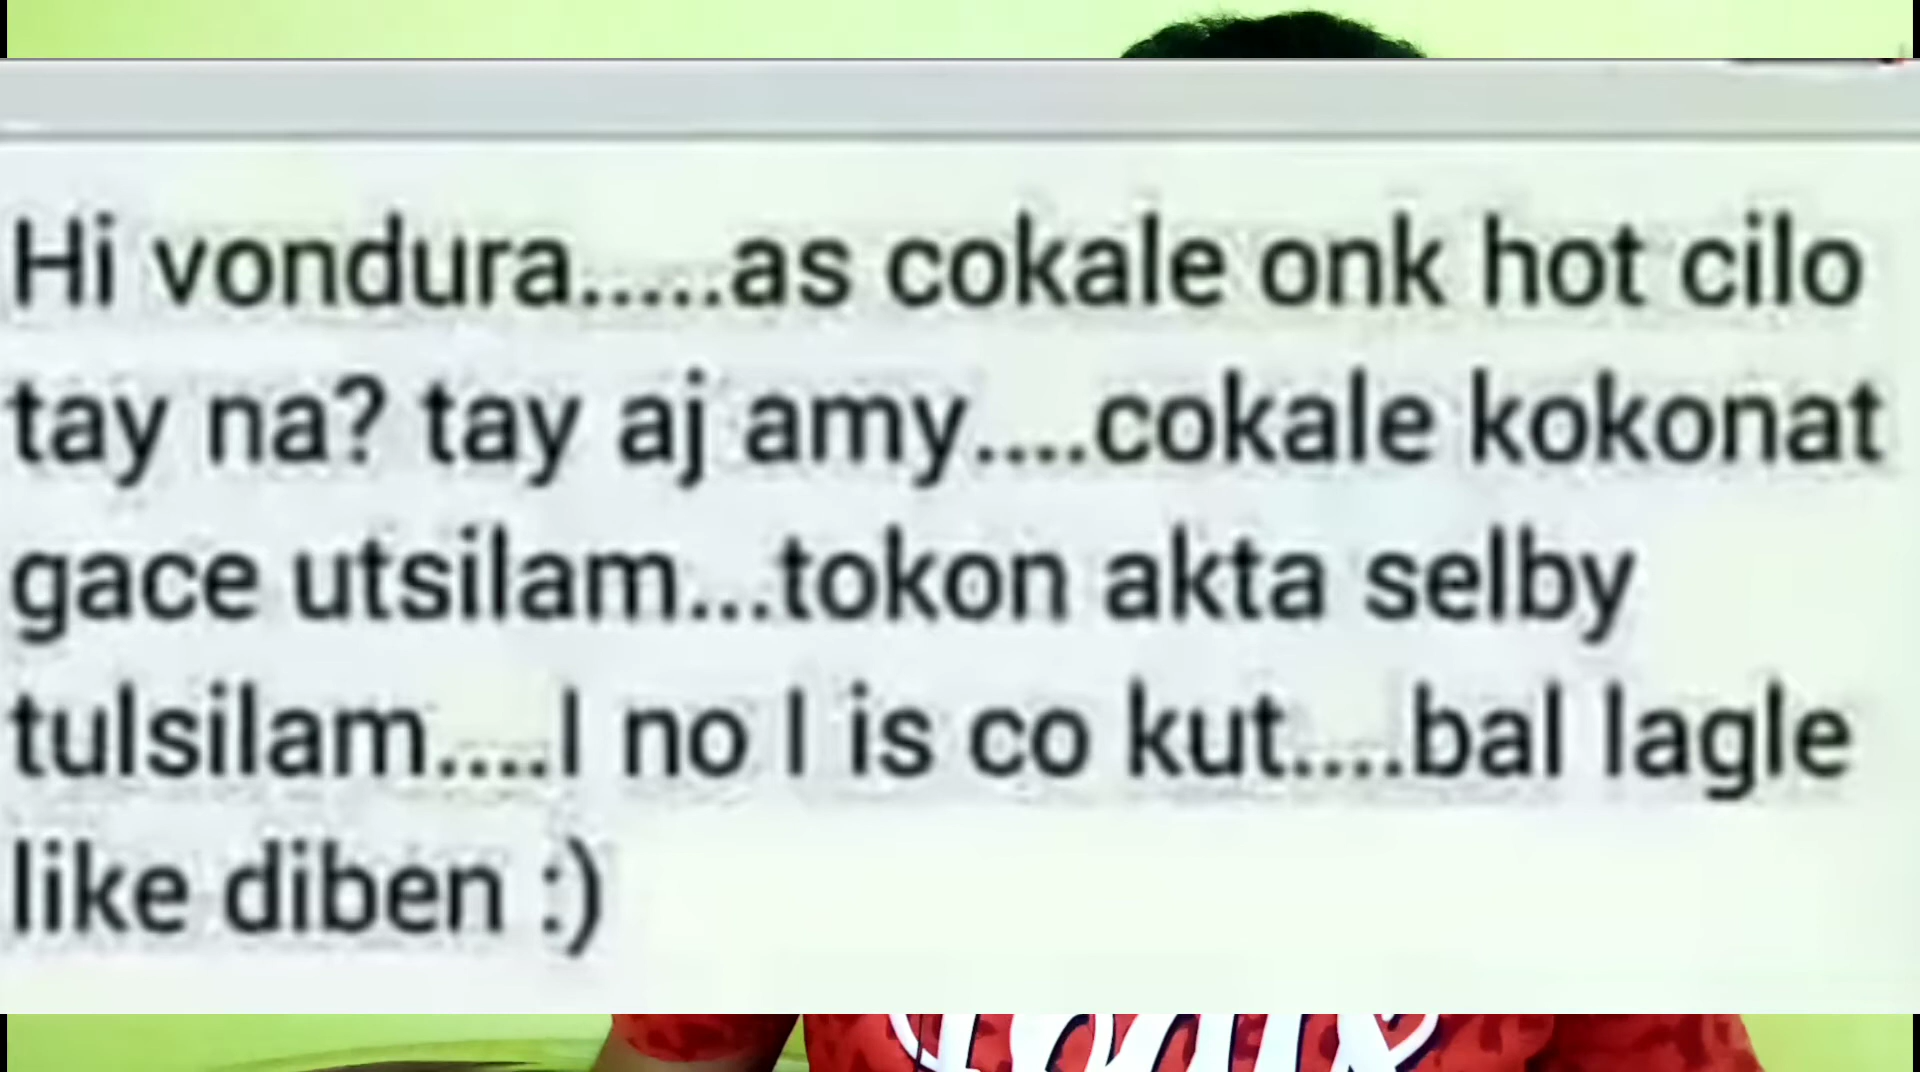 Hi vondura.....as cokale onk hot cilo
tay na? tay aj amy....cokale kokonat
gace utsilam...tokon akta selby
tulsilam....I no I is co kut....bal lagle
like diben :)